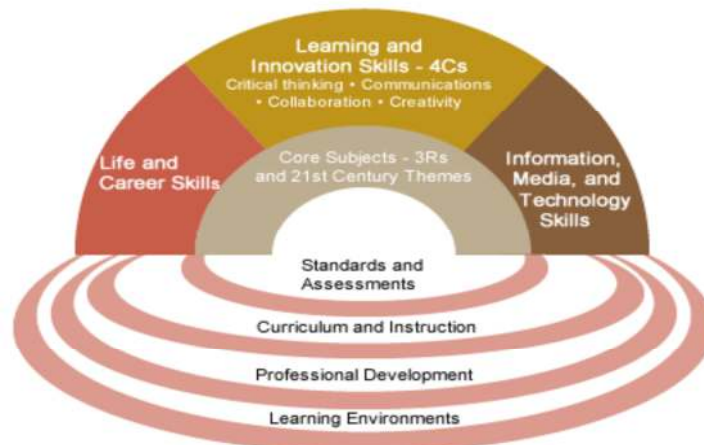 Learning and
Innovation Skills - 4Cs
Critical thinking • Communications
• Collaboration • Creativity
Life and
Career Skills
Core Subjects - 3Rs
and 21st Century Themes
Information,
Media, and
Technology
Skills
Standards and
Assessments
Curriculum and Instruction
Professional Development
Learning Environments